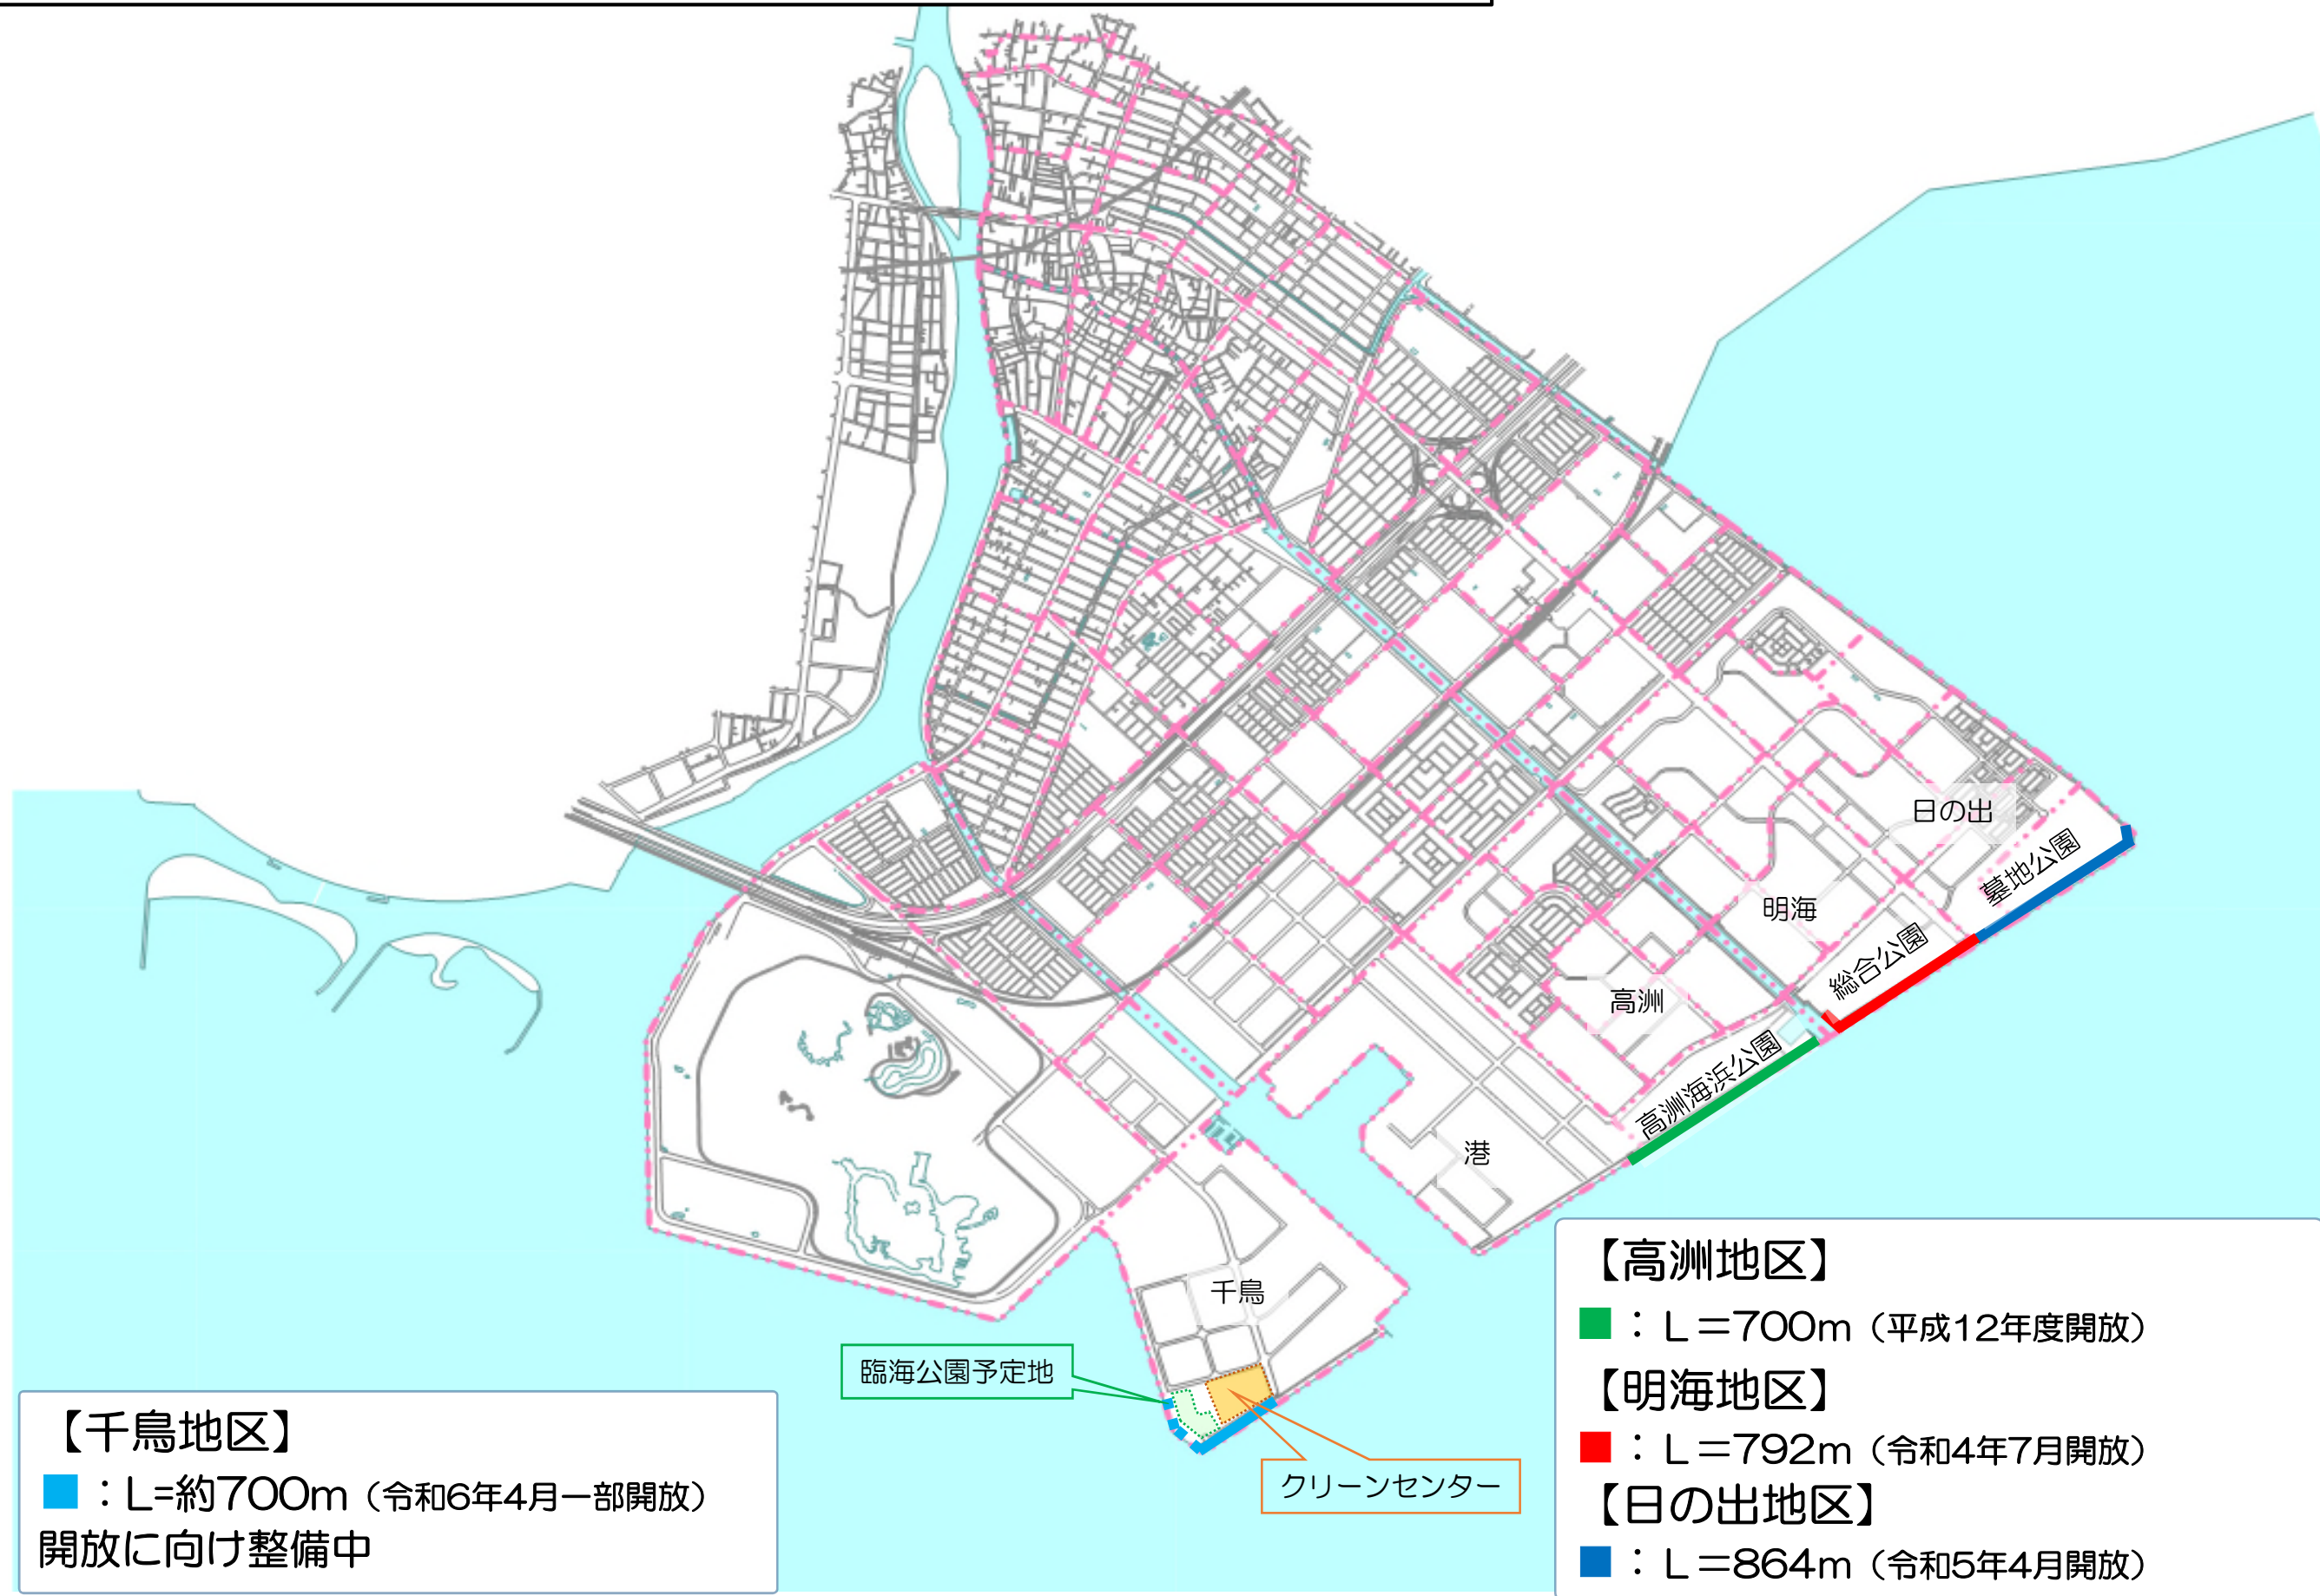 日の出
墓地公園
明海
総合公園
高洲
高洲海浜公園
港
千鳥
臨海公園予定地
クリーンセンター
【千鳥地区】
：L=約700m（令和6年4月一部開放）
開放に向け整備中
【高洲地区】
：L＝700m（平成12年度開放）
【明海地区】
：L＝792m（令和4年7月開放）
【日の出地区】
：L＝864m（令和5年4月開放）